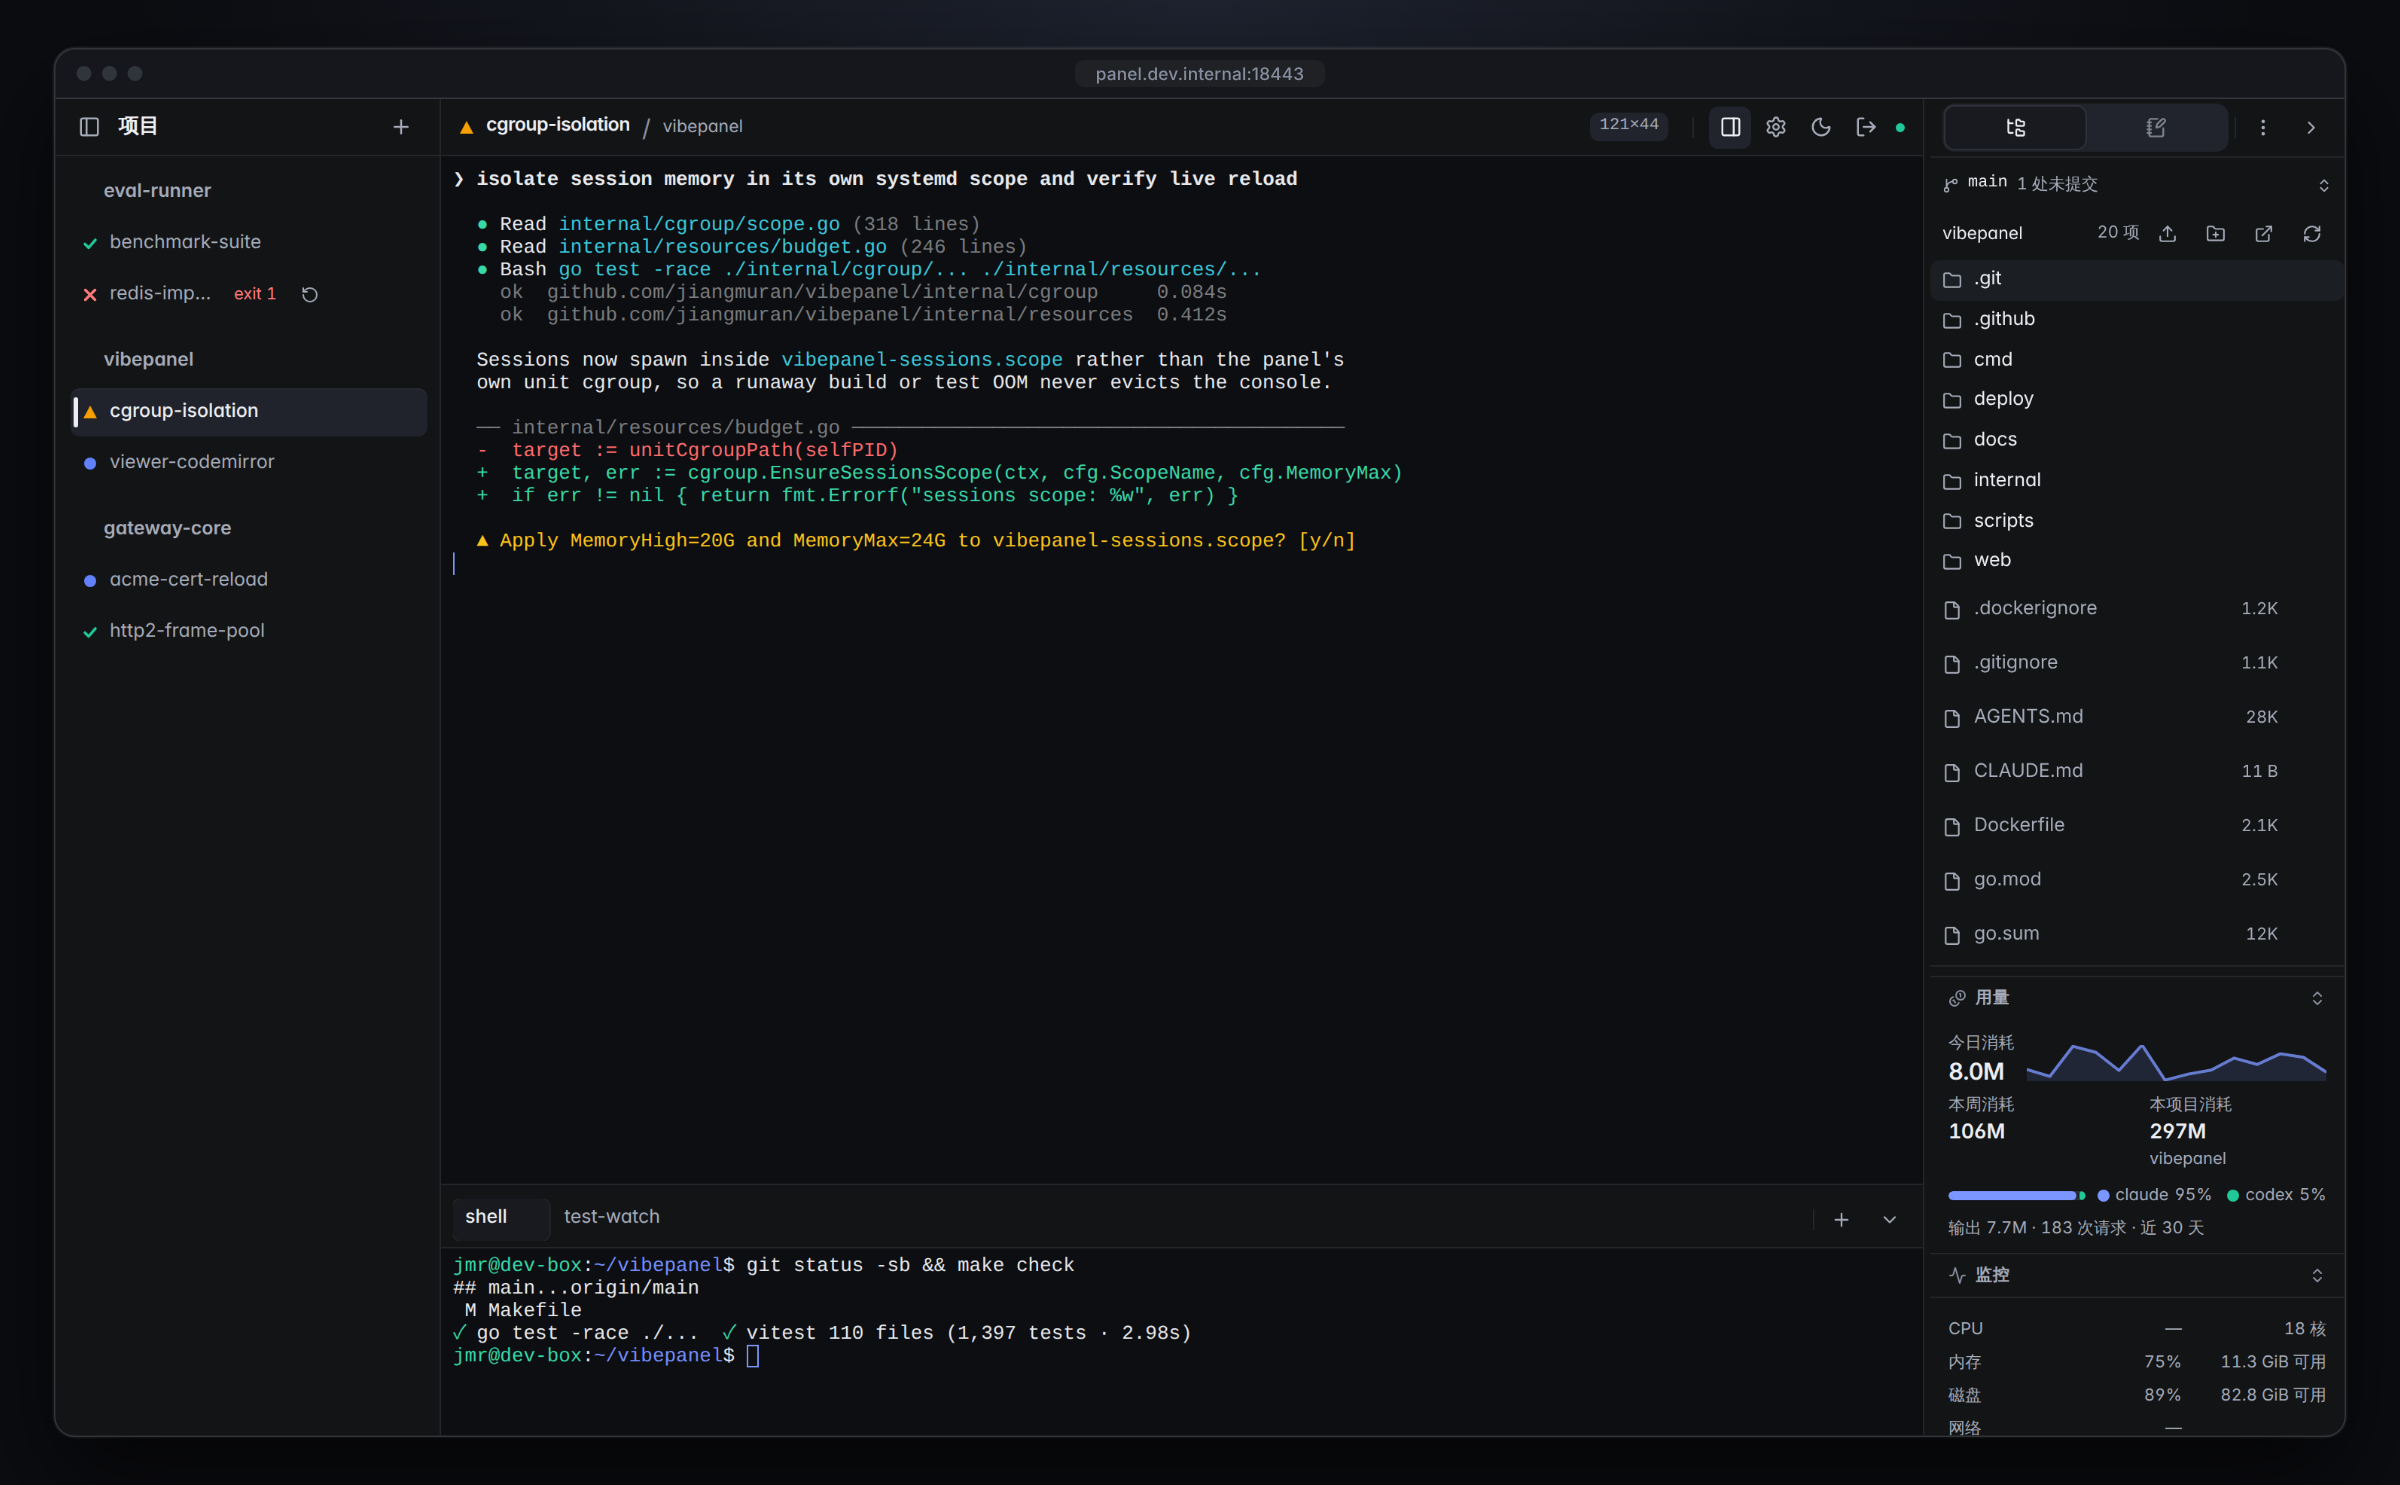 panel.dev.internal:18443
项目
eval-runner
benchmark-suite
redis-imp... exit 1
vibepanel
cgroup-isolation
viewer-codemirror
gateway-core
acme-cert-reload
http2-frame-pool
cgroup-isolation / vibepanel
121×44
❯ isolate session memory in its own systemd scope and verify live reload
● Read internal/cgroup/scope.go (318 lines)
● Read internal/resources/budget.go (246 lines)
● Bash go test -race ./internal/cgroup/... ./internal/resources/...
ok github.com/jiangmuran/vibepanel/internal/cgroup 0.084s
ok github.com/jiangmuran/vibepanel/internal/resources 0.412s
Sessions now spawn inside vibepanel-sessions.scope rather than the panel's
own unit cgroup, so a runaway build or test OOM never evicts the console.
── internal/resources/budget.go ──────────────────────────────────────────
- target := unitCgroupPath(selfPID)
+ target, err := cgroup.EnsureSessionsScope(ctx, cfg.ScopeName, cfg.MemoryMax)
+ if err != nil { return fmt.Errorf("sessions scope: %w", err) }
▲ Apply MemoryHigh=20G and MemoryMax=24G to vibepanel-sessions.scope? [y/n]
shell
test-watch
jmr@dev-box:~/vibepanel$ git status -sb && make check
## main...origin/main
M Makefile
✓ go test -race ./... ✓ vitest 110 files (1,397 tests · 2.98s)
jmr@dev-box:~/vibepanel$
main 1 处未提交
vibepanel 20 项
.git
.github
cmd
deploy
docs
internal
scripts
web
.dockerignore 1.2K
.gitignore 1.1K
AGENTS.md 28K
CLAUDE.md 11 B
Dockerfile 2.1K
go.mod 2.5K
go.sum 12K
用量
今日消耗
8.0M
本周消耗 本项目消耗
106M 297M
vibepanel
claude 95% codex 5%
输出 7.7M · 183 次请求 · 近 30 天
监控
CPU — 18 核
内存 75% 11.3 GiB 可用
磁盘 89% 82.8 GiB 可用
网络 —